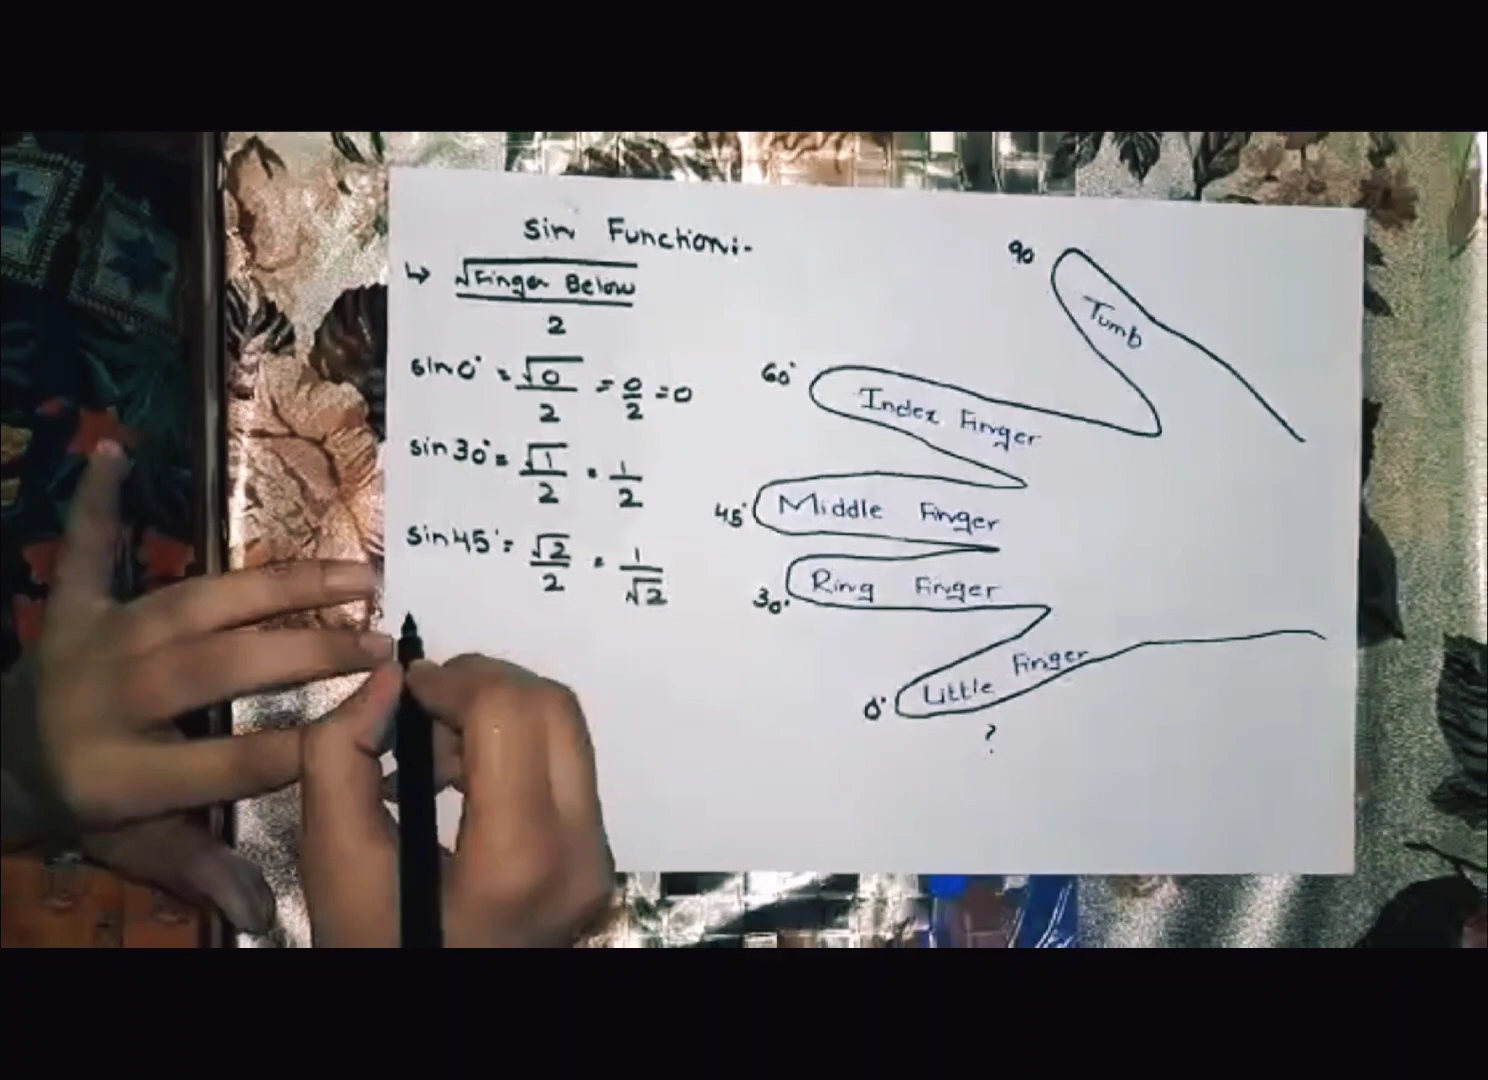 sin Function:-
↳ √Finger Below
2
sin0° = √0/2 = 0/2 = 0
sin30° = √1/2 = 1/2
sin45° = √2/2 = 1/√2
90
Tumb
60°
Index Finger
45°
Middle Finger
30°
Ring Finger
0°
Little Finger
?